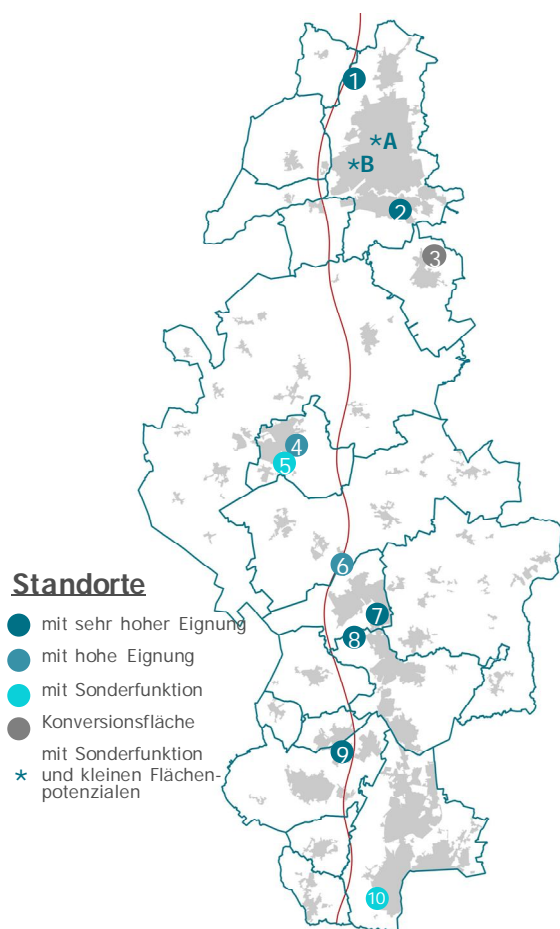 1
*A
*B
2
3
4
5
6
7
8
9
10
Standorte
mit sehr hoher Eignung
mit hohe Eignung
mit Sonderfunktion
Konversionsfläche
mit Sonderfunktion
* und kleinen Flächen-
potenzialen